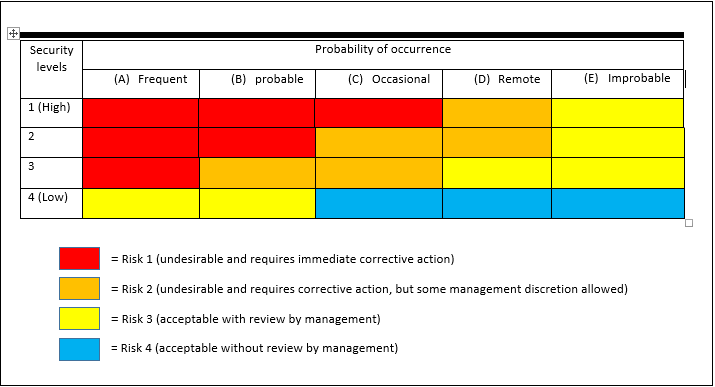 Security levels
Probability of occurrence
(A) Frequent
(B) probable
(C) Occasional
(D) Remote
(E) Improbable
1 (High)
2
3
4 (Low)
= Risk 1 (undesirable and requires immediate corrective action)
= Risk 2 (undesirable and requires corrective action, but some management discretion allowed)
= Risk 3 (acceptable with review by management)
= Risk 4 (acceptable without review by management)